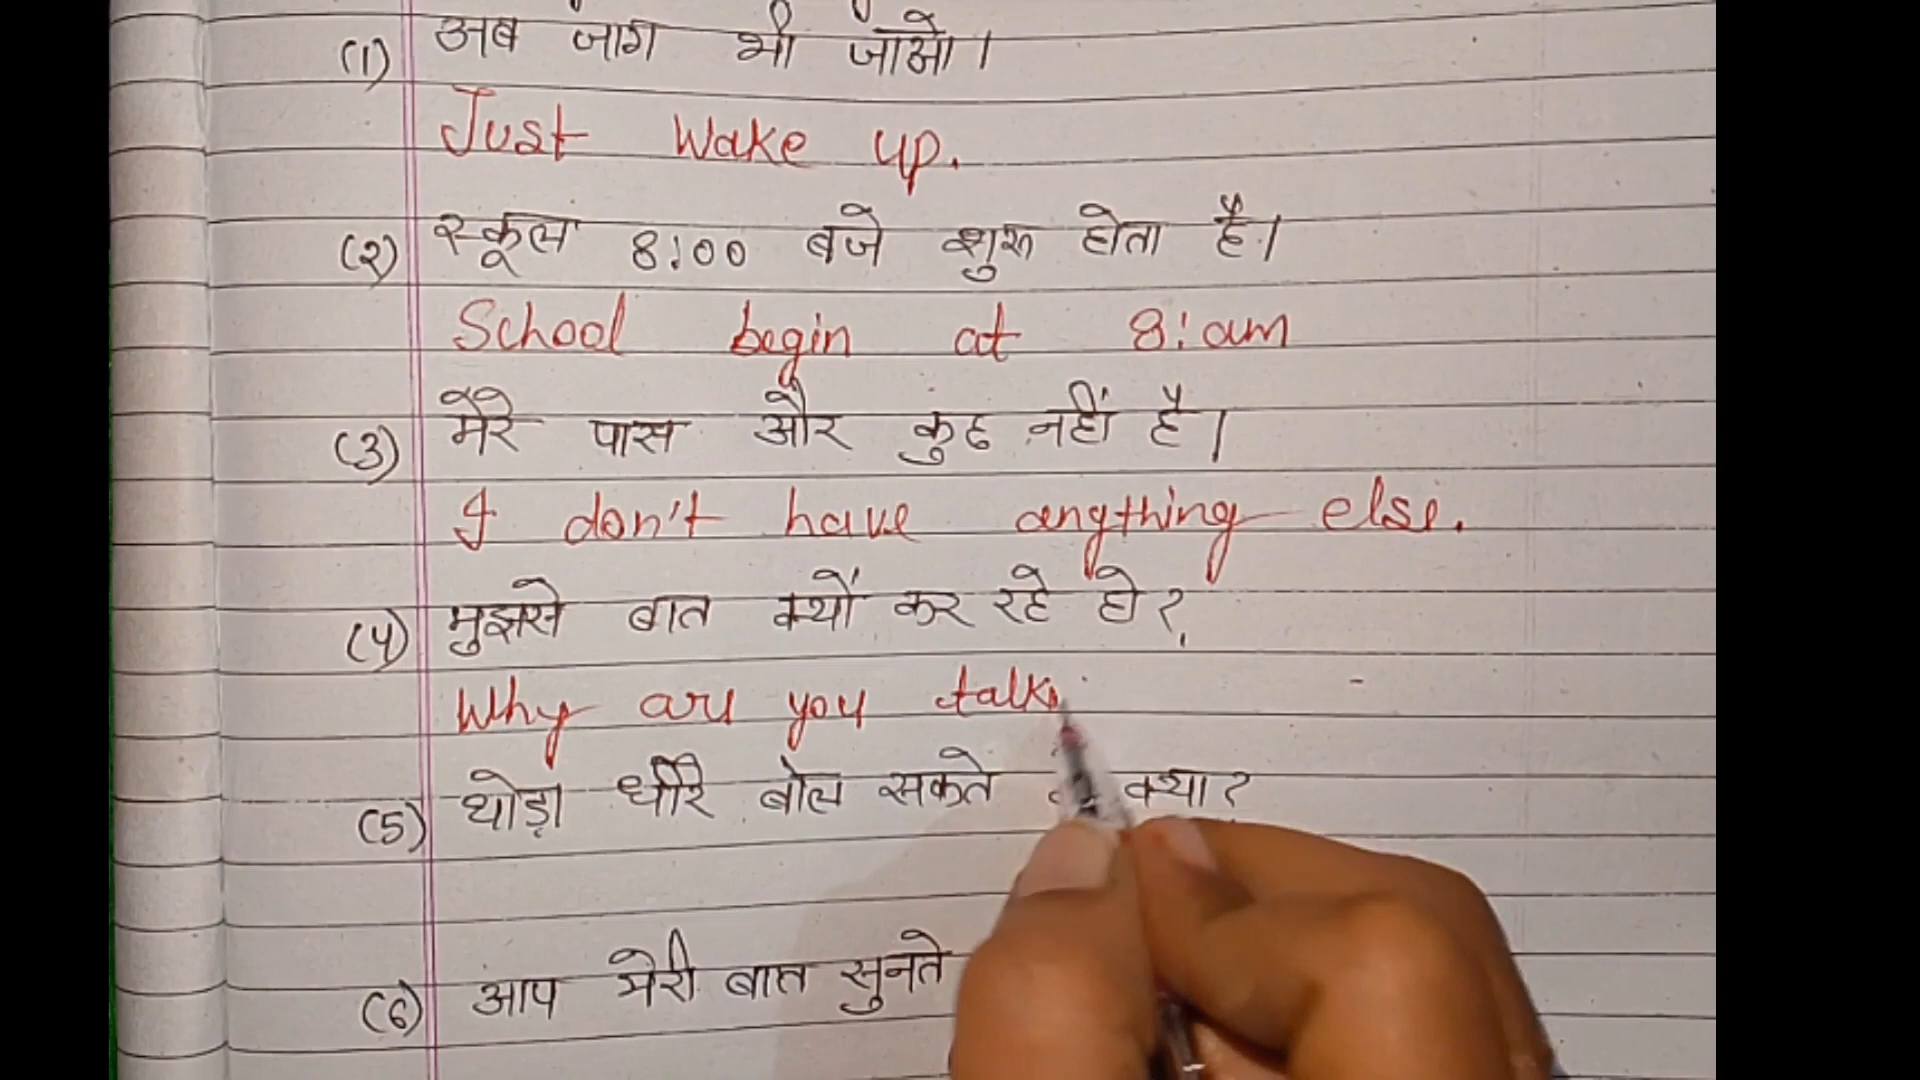 (1) अब जाग भी जाओ।
Just Wake up.
(२) स्कूल 8:00 बजे शुरू होता है।
School begin at 8:am
(3) मेरे पास और कुछ नहीं है।
I don't have anything else.
(4) मुझसे बात क्यों कर रहे हो?
Why are you talk
(5) थोड़ा धीरे बोल सकते क्या?
(6) आप मेरी बात सुनते